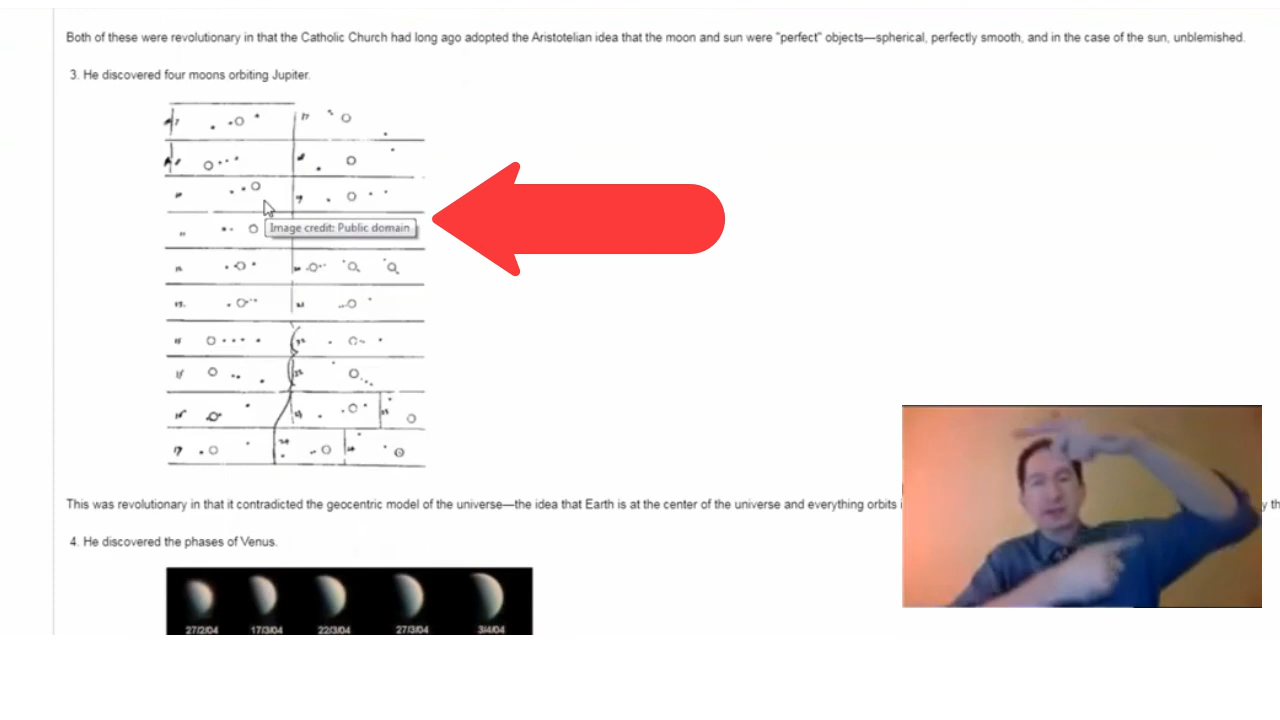 Both of these were revolutionary in that the Catholic Church had long ago adopted the Aristotelian idea that the moon and sun were "perfect" objects—spherical, perfectly smooth, and in the case of the sun, unblemished.
3. He discovered four moons orbiting Jupiter.
Image credit: Public domain
This was revolutionary in that it contradicted the geocentric model of the universe—the idea that Earth is at the center of the universe and everything orbits
4. He discovered the phases of Venus.
27/2/04 17/3/04 22/3/04 27/3/04 3/4/04